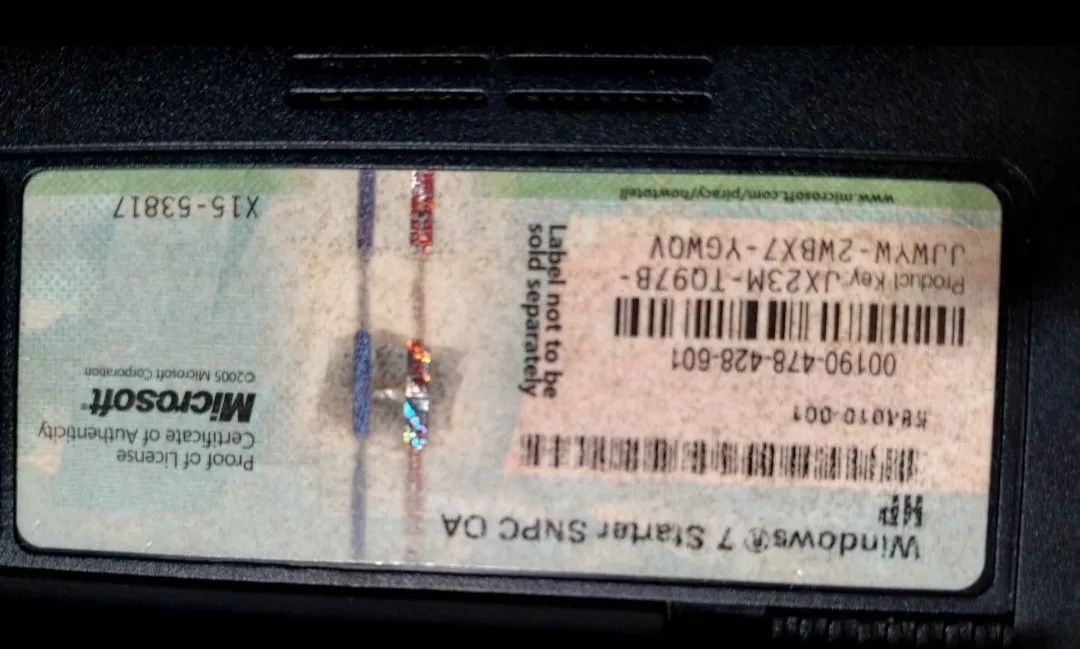 Windows® 7 Starter SNPC OA
HP
00190-478-428-601
Product Key: JX23M-TQ97B-
JJWYW-2WBX7-YGWQV
www.microsoft.com/piracy/howtotell
Label not to be
sold separately
Proof of License
Certificate of Authenticity
Microsoft®
©2005 Microsoft Corporation
X15-53817